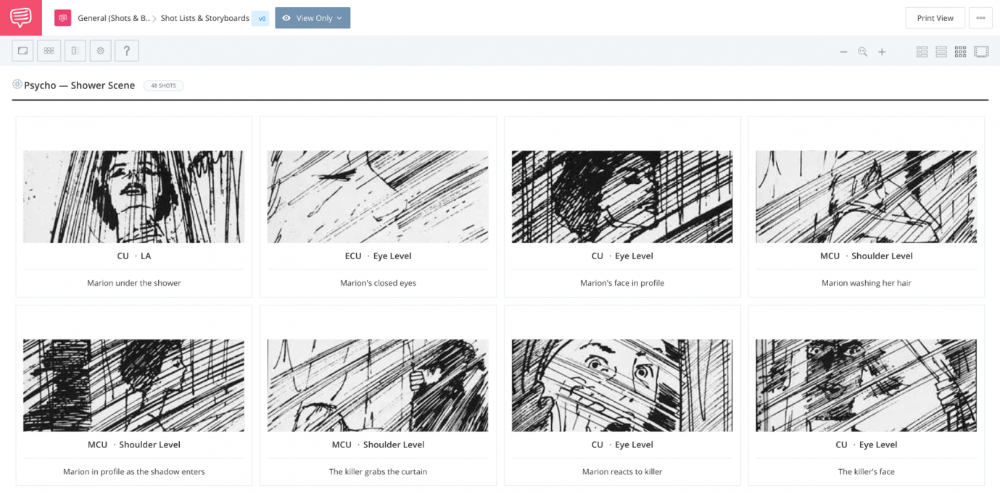 General (Shots & B.. > Shot Lists & Storyboards v0 View Only Print View
?
Psycho — Shower Scene 48 SHOTS
CU · LA
Marion under the shower
ECU · Eye Level
Marion's closed eyes
CU · Eye Level
Marion's face in profile
MCU · Shoulder Level
Marion washing her hair
MCU · Shoulder Level
Marion in profile as the shadow enters
MCU · Shoulder Level
The killer grabs the curtain
CU · Eye Level
Marion reacts to killer
CU · Eye Level
The killer's face